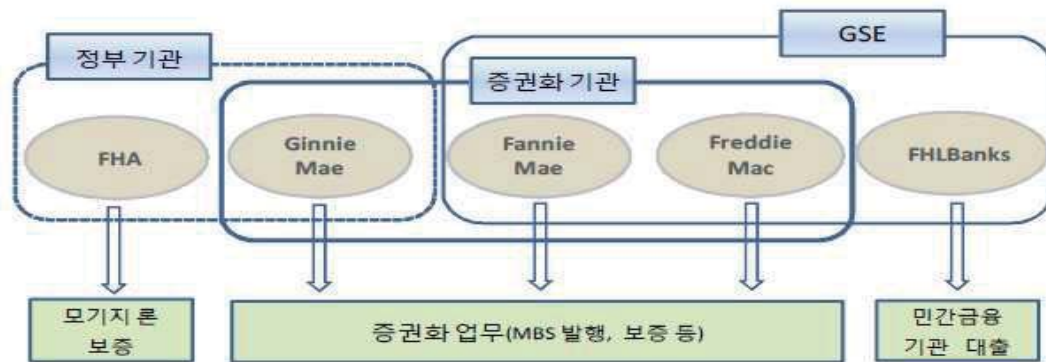 GSE
정부 기관
증권화 기관
FHA
Ginnie
Mae
Fannie
Mae
Freddie
Mac
FHLBanks
모기지 론
보증
증권화 업무(MBS 발행, 보증 등)
민간금융
기관 대출